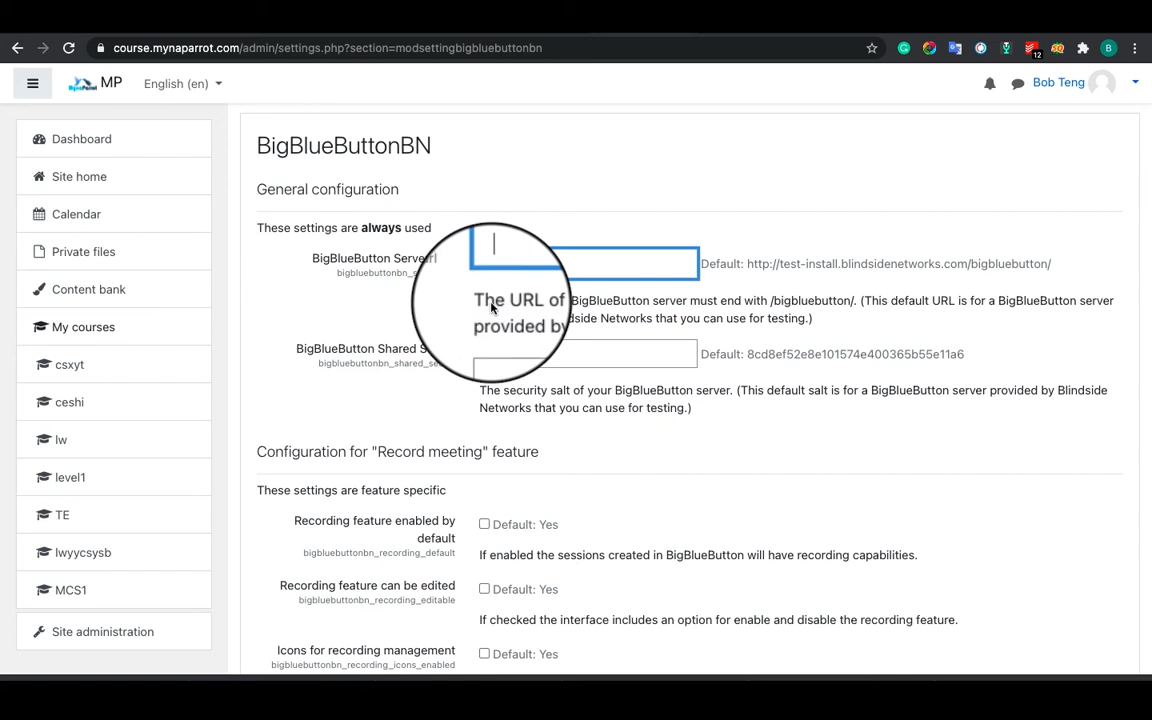 course.mynaparrot.com/admin/settings.php?section=modsettingbigbluebuttonbn
12
B
MP
English (en)
Bob Teng
Dashboard
Site home
Calendar
Private files
Content bank
My courses
csxyt
ceshi
lw
level1
TE
lwyycsysb
MCS1
Site administration
BigBlueButtonBN
General configuration
These settings are always used
BigBlueButton Server
Default: http://test-install.blindsidenetworks.com/bigbluebutton/
The URL of BigBlueButton server must end with /bigbluebutton/. (This default URL is for a BigBlueButton server
provided by Networks that you can use for testing.)
BigBlueButton Shared
Default: 8cd8ef52e8e101574e400365b55e11a6
The security salt of your BigBlueButton server. (This default salt is for a BigBlueButton server provided by Blindside
Networks that you can use for testing.)
Configuration for "Record meeting" feature
These settings are feature specific
Recording feature enabled by
default
bigbluebuttonbn_recording_default
Default: Yes
If enabled the sessions created in BigBlueButton will have recording capabilities.
Recording feature can be edited
bigbluebuttonbn_recording_editable
Default: Yes
If checked the interface includes an option for enable and disable the recording feature.
Icons for recording management
bigbluebuttonbn_recording_icons_enabled
Default: Yes